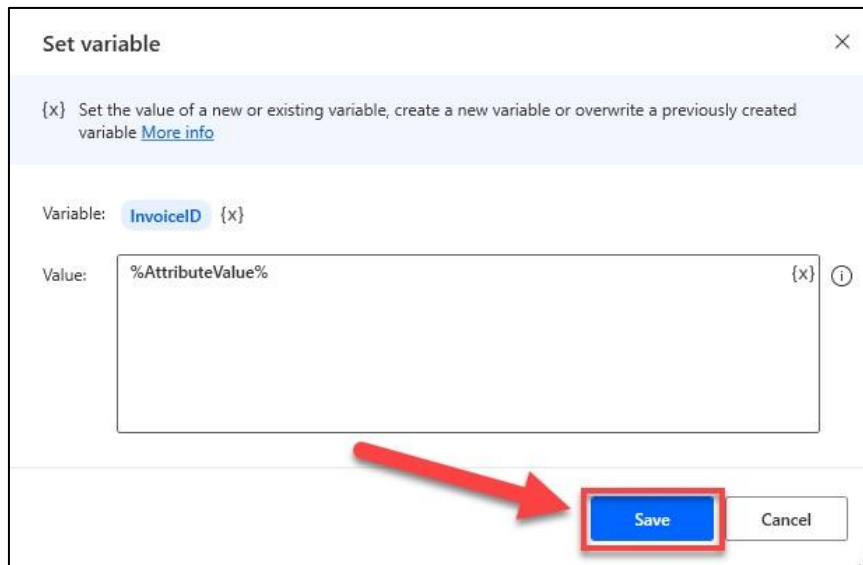 Set variable
{x} Set the value of a new or existing variable, create a new variable or overwrite a previously created
variable More info
Variable: InvoiceID {x}
Value: %AttributeValue% {x}
Save Cancel